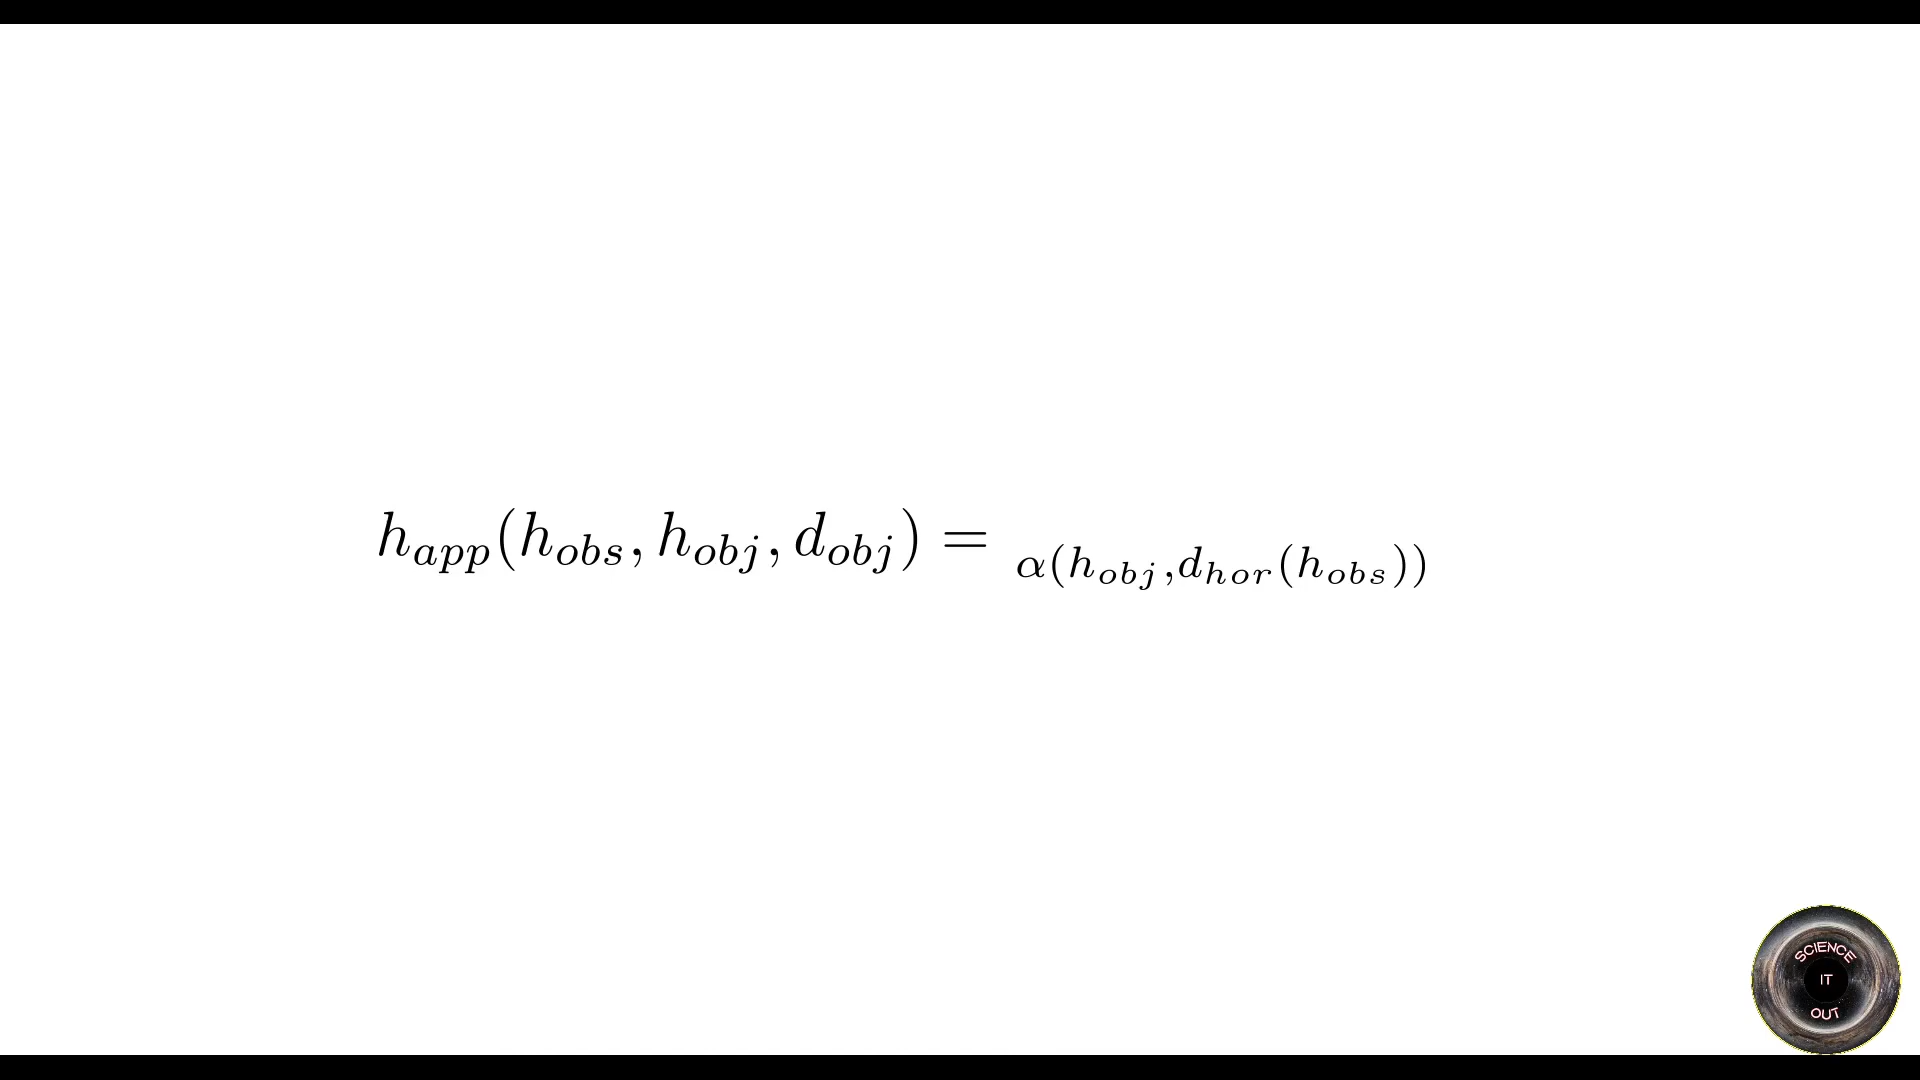 h_{app}(h_{obs}, h_{obj}, d_{obj}) = _{α(h_{obj}, d_{hor}(h_{obs}))}
SCIENCE
IT
OUT